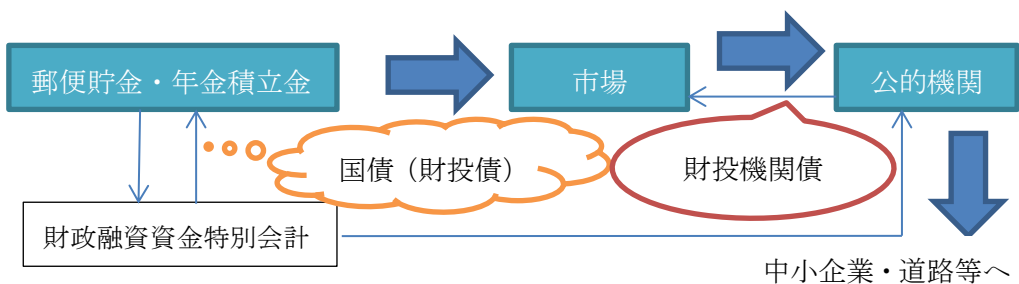 郵便貯金・年金積立金
市場
公的機関
国債（財投債）
財投機関債
財政融資資金特別会計
中小企業・道路等へ